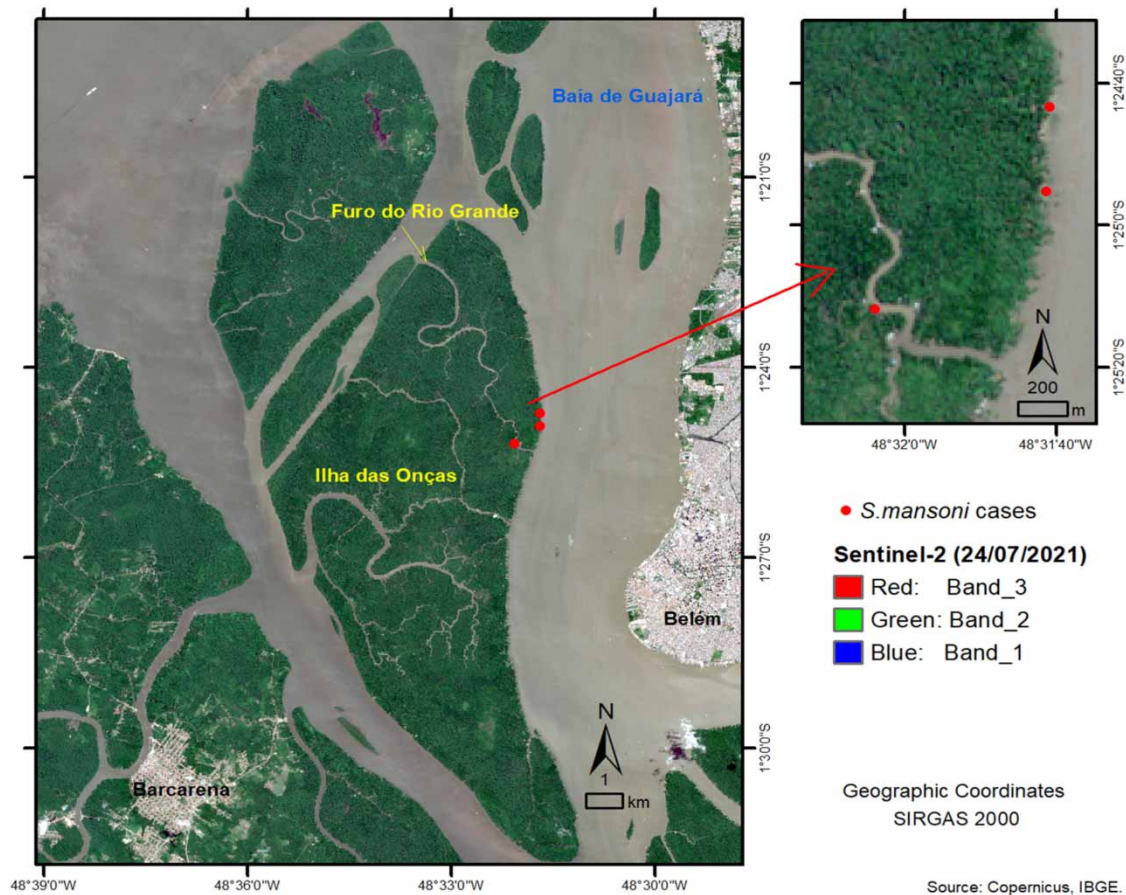 Baía de Guajará
Furo do Rio Grande
Ilha das Onças
Belém
Barcarena
N
1
km
1°21'0"S
1°24'0"S
1°27'0"S
1°30'0"S
48°39'0"W
48°36'0"W
48°33'0"W
48°30'0"W
1°24'40"S
1°25'0"S
1°25'20"S
N
200
m
48°32'0"W
48°31'40"W
S.mansoni cases
Sentinel-2 (24/07/2021)
Red: Band_3
Green: Band_2
Blue: Band_1
Geographic Coordinates
SIRGAS 2000
Source: Copernicus, IBGE.